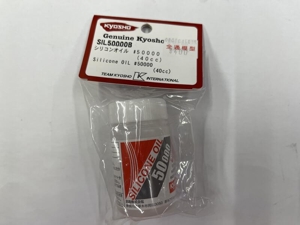 KYOSHO
Genuine Kyosho
SIL50000B
シリコンオイル #50000
(40cc)
Silicone OIL #50000
(40cc)
TEAM KYOSHO K INTERNATIONAL
SILICONE OIL
50000